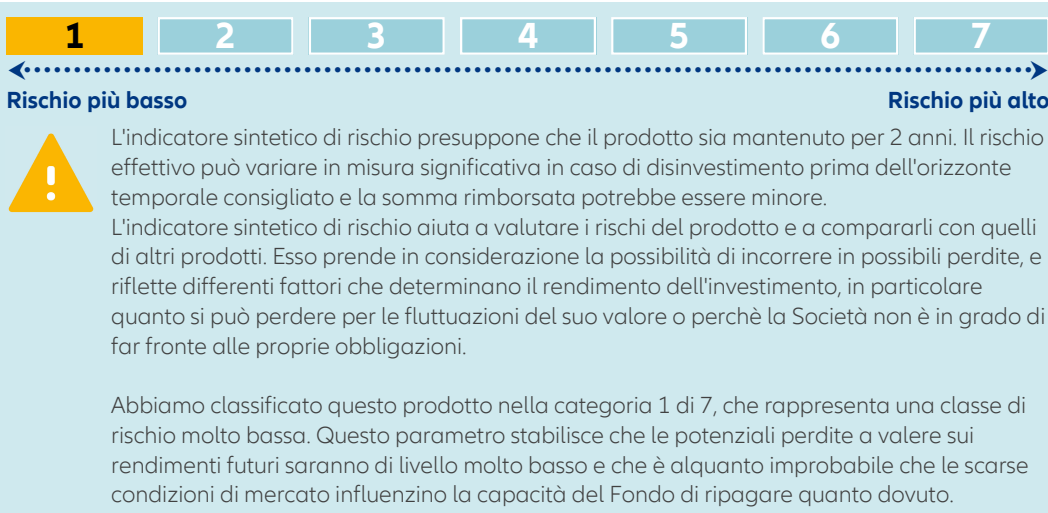 1 2 3 4 5 6 7
Rischio più basso Rischio più alto
L'indicatore sintetico di rischio presuppone che il prodotto sia mantenuto per 2 anni. Il rischio
effettivo può variare in misura significativa in caso di disinvestimento prima dell'orizzonte
temporale consigliato e la somma rimborsata potrebbe essere minore.
L'indicatore sintetico di rischio aiuta a valutare i rischi del prodotto e a compararli con quelli
di altri prodotti. Esso prende in considerazione la possibilità di incorrere in possibili perdite, e
riflette differenti fattori che determinano il rendimento dell'investimento, in particolare
quanto si può perdere per le fluttuazioni del suo valore o perchè la Società non è in grado di
far fronte alle proprie obbligazioni.
Abbiamo classificato questo prodotto nella categoria 1 di 7, che rappresenta una classe di
rischio molto bassa. Questo parametro stabilisce che le potenziali perdite a valere sui
rendimenti futuri saranno di livello molto basso e che è alquanto improbabile che le scarse
condizioni di mercato influenzino la capacità del Fondo di ripagare quanto dovuto.